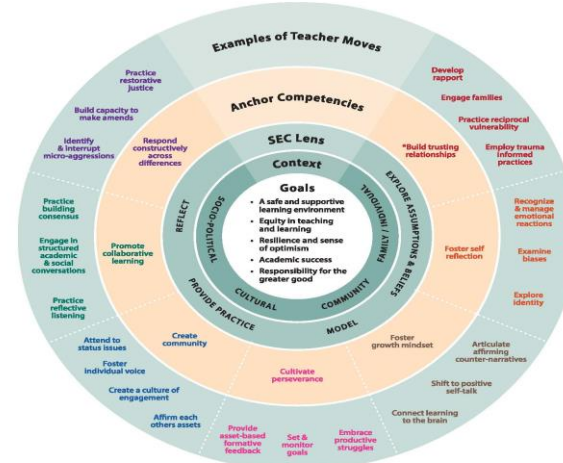 Examples of Teacher Moves
Anchor Competencies
SEC Lens
Context
Goals
• A safe and supportive
learning environment
• Equity in teaching
and learning
• Resilience and sense
of optimism
• Academic success
• Responsibility for the
greater good
SOCIO-POLITICAL
INDIVIDUAL / FAMILY
COMMUNITY
CULTURAL
REFLECT
EXPLORE ASSUMPTIONS & BELIEFS
MODEL
PROVIDE PRACTICE
*Build trusting
relationships
Foster self
reflection
Foster
growth mindset
Cultivate
perseverance
Create
community
Promote
collaborative
learning
Respond
constructively
across
differences
Develop
rapport
Engage families
Practice reciprocal
vulnerability
Employ trauma
informed
practices
Recognize
& manage
emotional
reactions
Examine
biases
Explore
identity
Articulate
affirming
counter-narratives
Shift to positive
self-talk
Connect learning
to the brain
Embrace
productive
struggles
Set &
monitor
goals
Provide
asset-based
formative
feedback
Attend to
status issues
Foster
individual voice
Create a culture of
engagement
Affirm each
others assets
Practice
building
consensus
Engage in
structured
academic
& social
conversations
Practice
reflective
listening
Practice
restorative
justice
Build capacity to
make amends
Identify
& interrupt
micro-aggressions